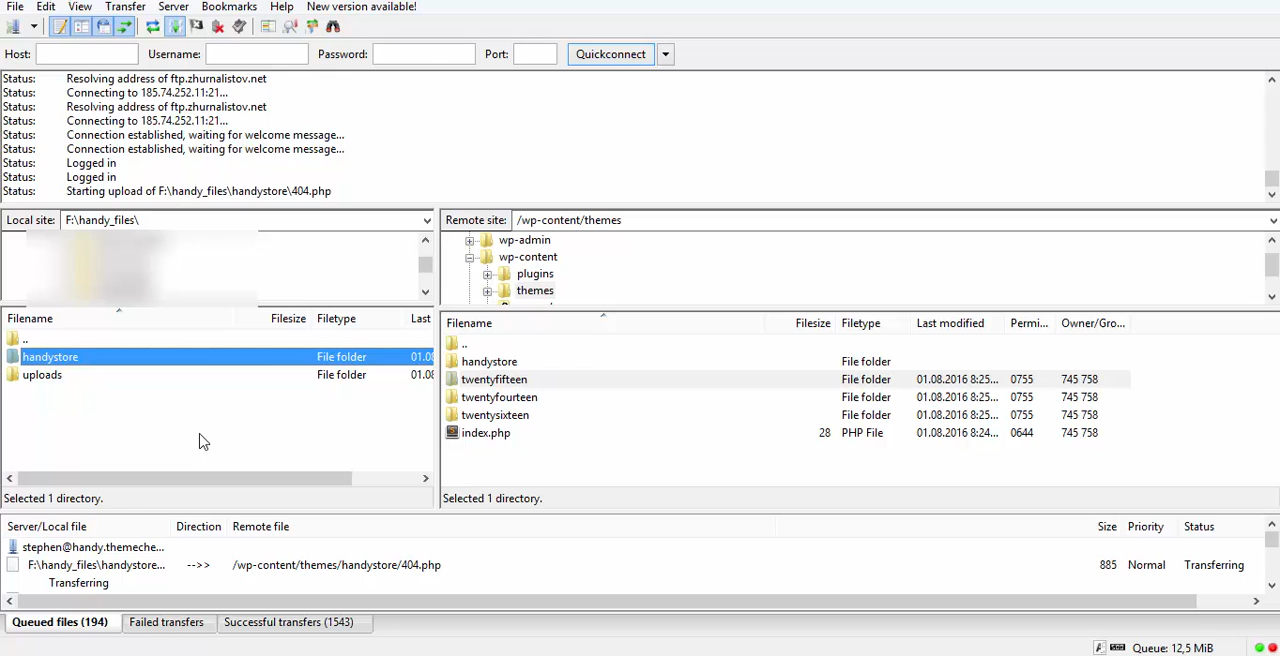 File Edit View Transfer Server Bookmarks Help New version available!
Host: Username: Password: Port: Quickconnect
Status: Resolving address of ftp.zhurnalistov.net
Status: Connecting to 185.74.252.11:21...
Status: Resolving address of ftp.zhurnalistov.net
Status: Connecting to 185.74.252.11:21...
Status: Connection established, waiting for welcome message...
Status: Connection established, waiting for welcome message...
Status: Logged in
Status: Logged in
Status: Starting upload of F:\handy_files\handystore\404.php
Local site: F:\handy_files\
Remote site: /wp-content/themes
wp-admin
wp-content
plugins
themes
Filename Filesize Filetype Last
..
handystore File folder 01.08
uploads File folder 01.08
Selected 1 directory.
Filename Filesize Filetype Last modified Permi... Owner/Gro...
..
handystore File folder
twentyfifteen File folder 01.08.2016 8:25... 0755 745 758
twentyfourteen File folder 01.08.2016 8:25... 0755 745 758
twentysixteen File folder 01.08.2016 8:25... 0755 745 758
index.php 28 PHP File 01.08.2016 8:24... 0644 745 758
Selected 1 directory.
Server/Local file Direction Remote file Size Priority Status
stephen@handy.themeche...
F:\handy_files\handystore... -->> /wp-content/themes/handystore/404.php 885 Normal Transferring
Transferring
Queued files (194) Failed transfers Successful transfers (1543)
Queue: 12,5 MiB